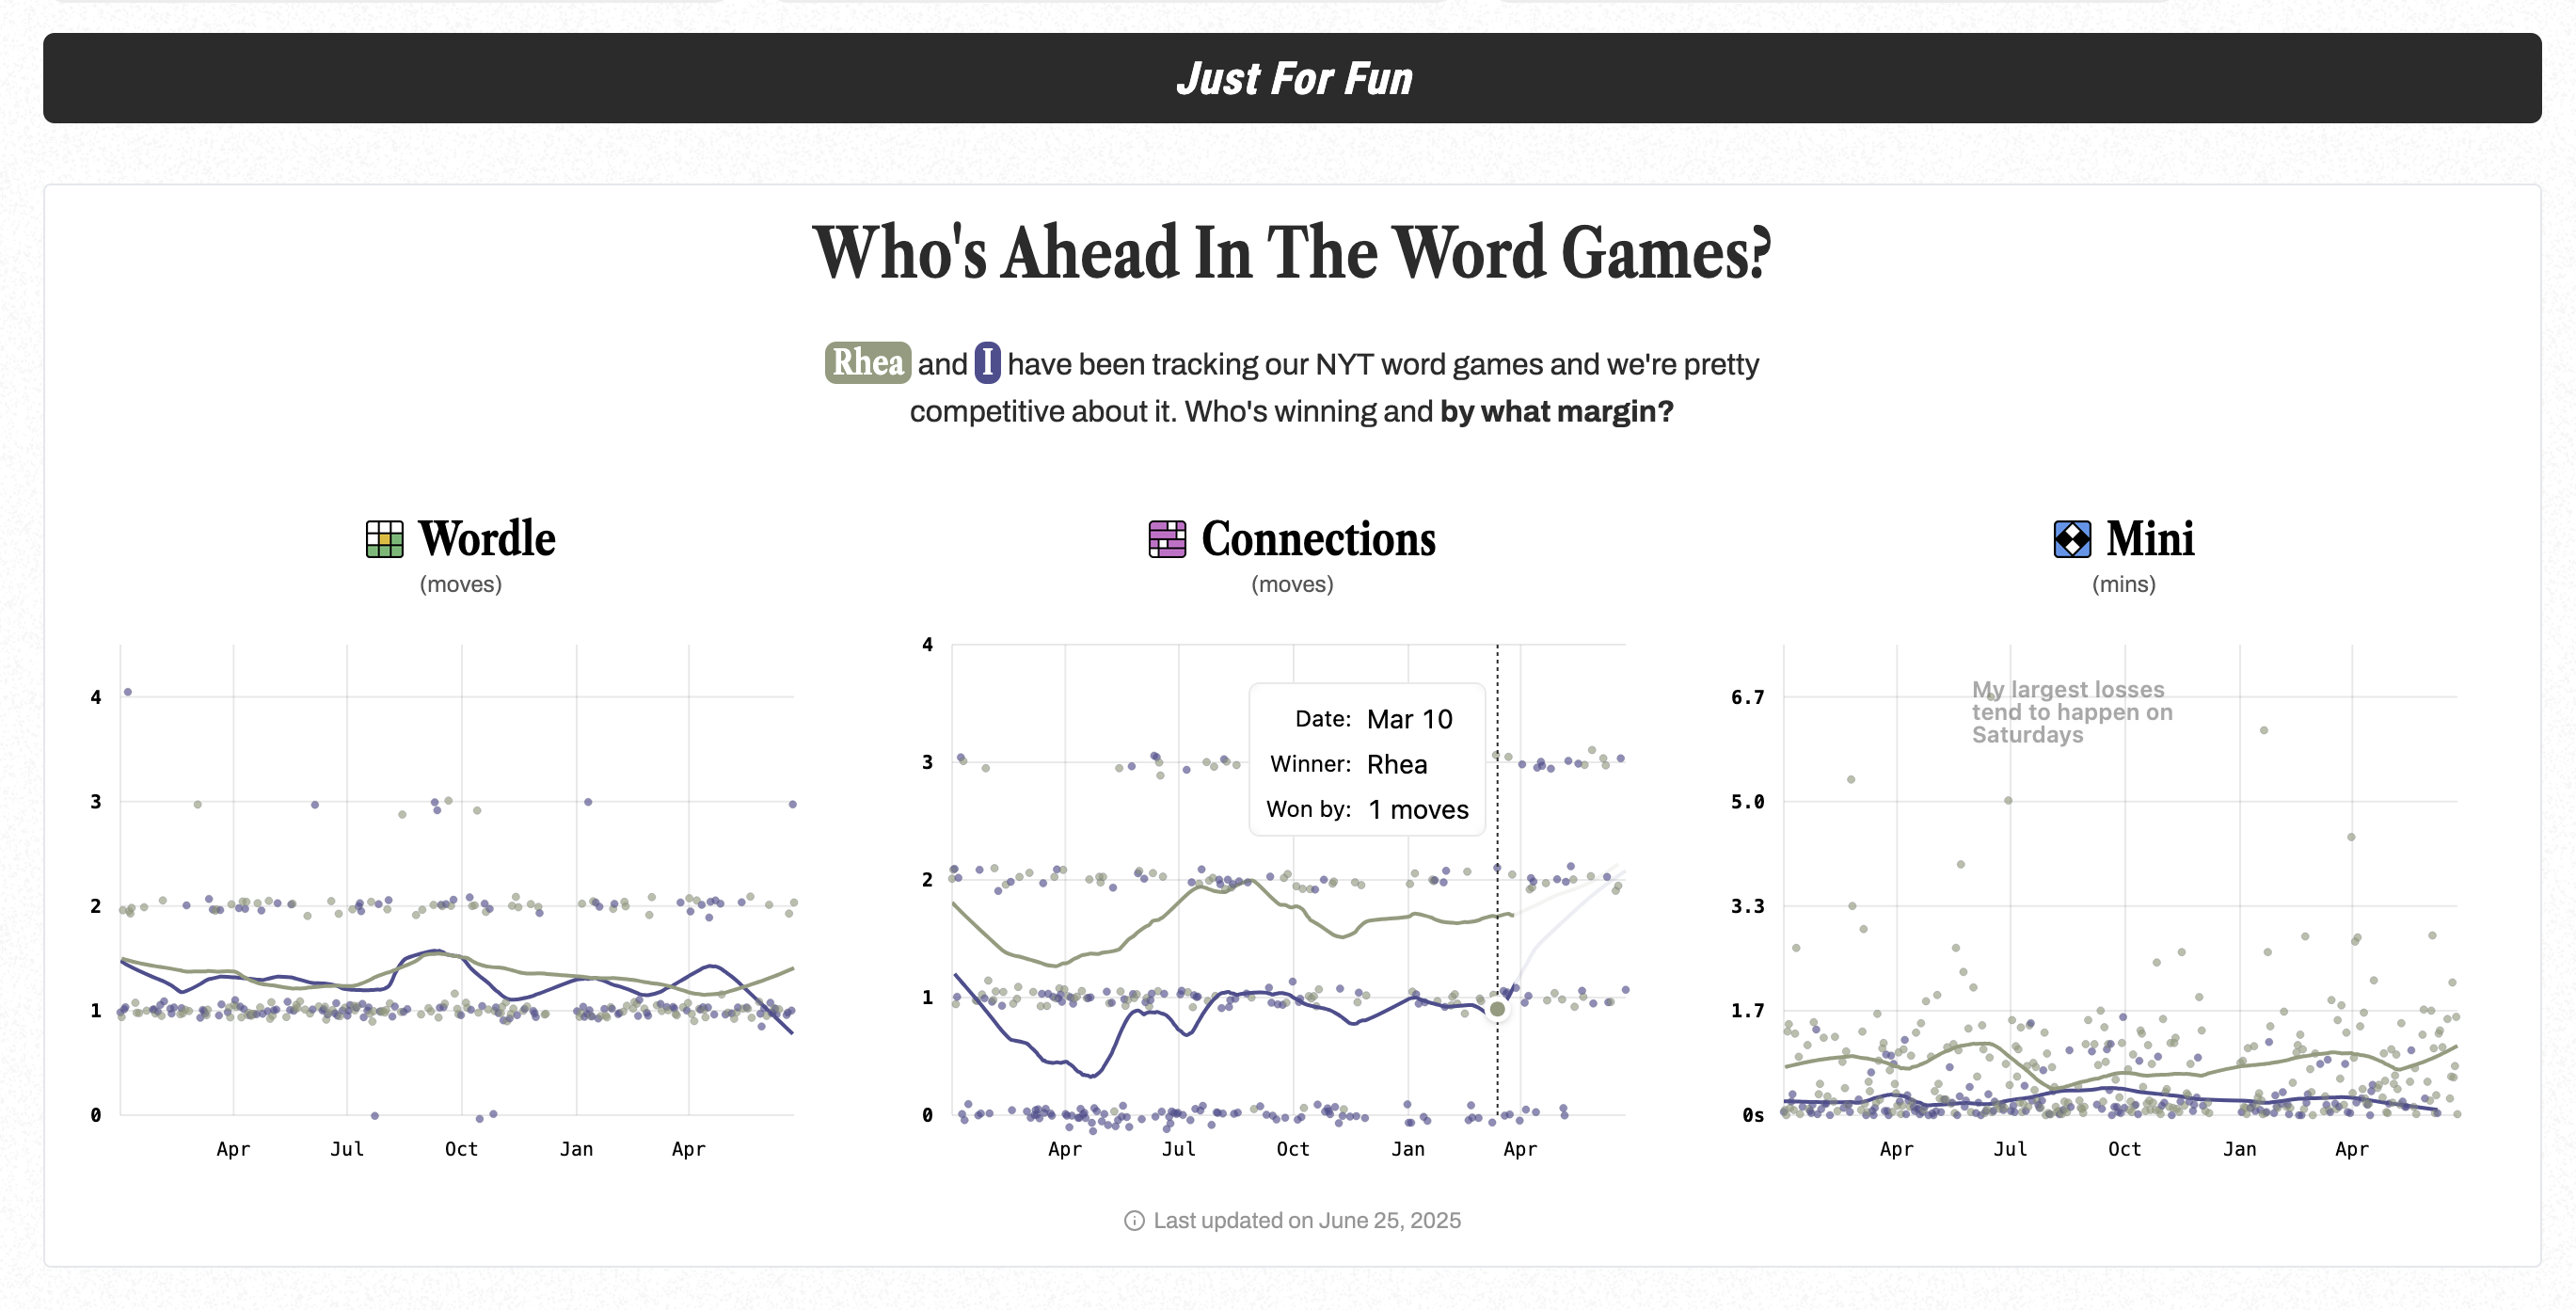 Just For Fun
Who's Ahead In The Word Games?
Rhea and I have been tracking our NYT word games and we're pretty
competitive about it. Who's winning and by what margin?
Wordle
(moves)
4
3
2
1
0
Apr
Jul
Oct
Jan
Apr
Connections
(moves)
4
3
2
1
0
Date: Mar 10
Winner: Rhea
Won by: 1 moves
Apr
Jul
Oct
Jan
Apr
Mini
(mins)
6.7
5.0
3.3
1.7
0s
My largest losses
tend to happen on
Saturdays
Apr
Jul
Oct
Jan
Apr
Last updated on June 25, 2025